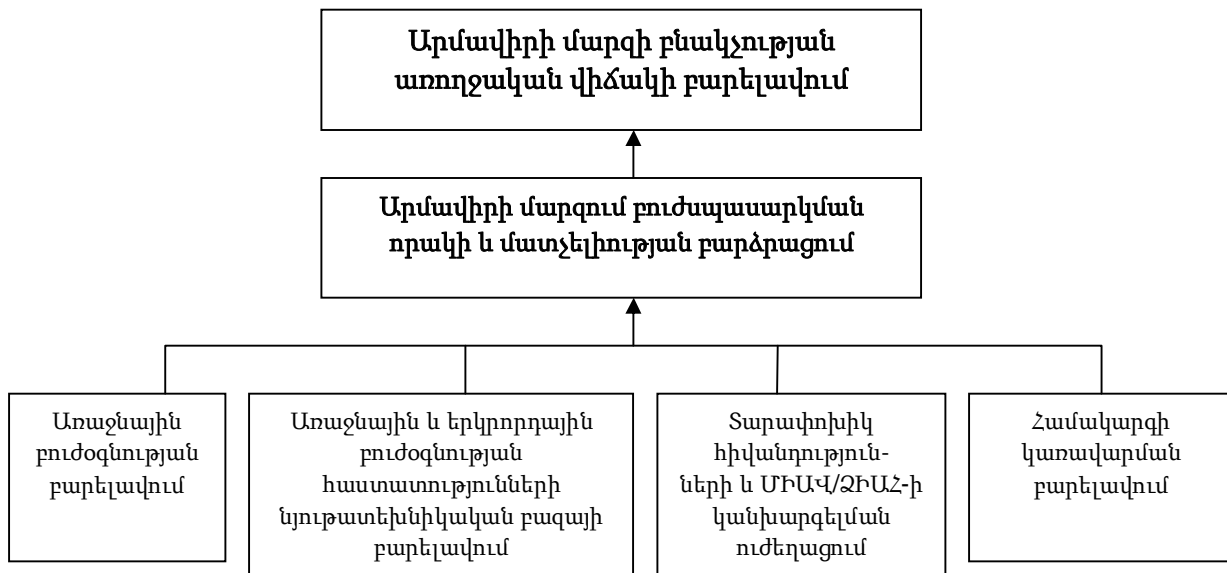 Արմավիրի մարզի բնակչության
առողջական վիճակի բարելավում
Արմավիրի մարզում բուժսպասարկման
որակի և մատչելիության բարձրացում
Առաջնային
բուժօգնության
բարելավում
Առաջնային և երկրորդային
բուժօգնության
հաստատությունների
նյութատեխնիկական բազայի
բարելավում
Տարափոխիկ
հիվանդություն-
ների և ՄԻԱՎ/ՁԻԱՀ-ի
կանխարգելման
ուժեղացում
Համակարգի
կառավարման
բարելավում